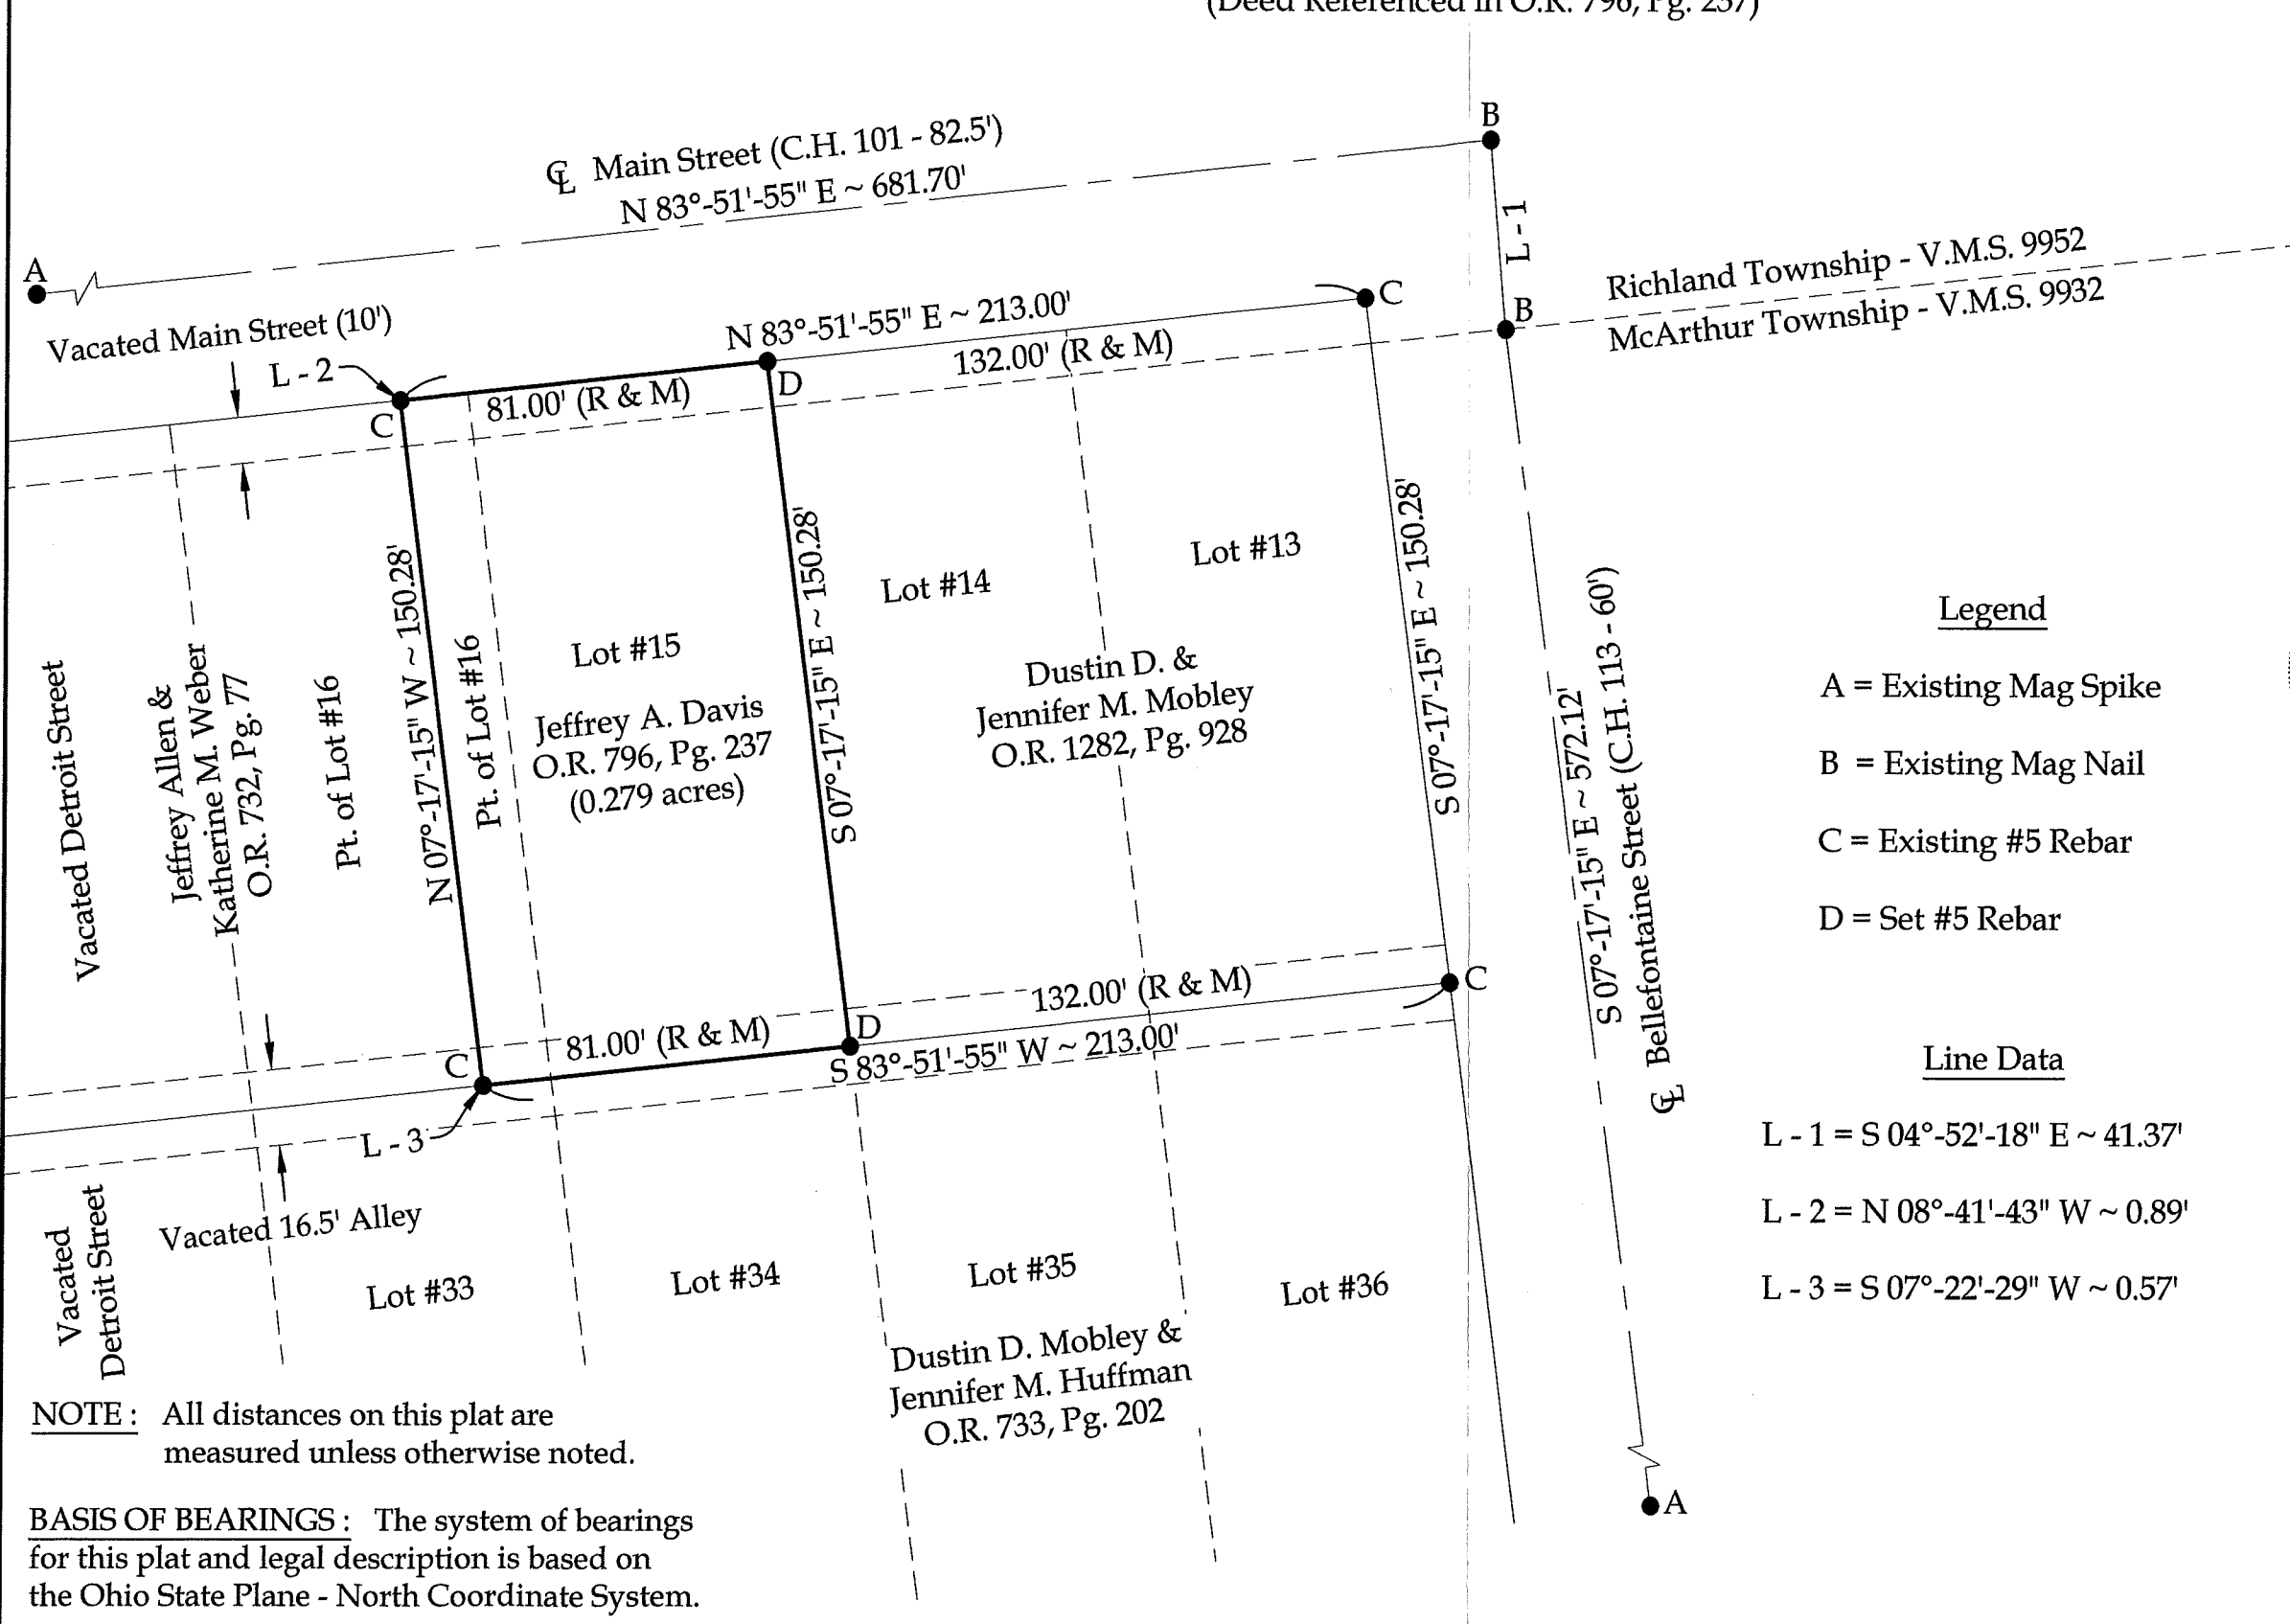 (Deed Referenced in O.R. 796, Pg. 237)
B
℄ Main Street (C.H. 101 - 82.5')
N 83°-51'-55" E ~ 681.70'
A
L - 1
Richland Township - V.M.S. 9952
McArthur Township - V.M.S. 9932
B
C
Vacated Main Street (10')
L - 2
N 83°-51'-55" E ~ 213.00'
132.00' (R & M)
81.00' (R & M)
D
C
Vacated Detroit Street
Jeffrey Allen &
Katherine M. Weber
O.R. 732, Pg. 77
Pt. of Lot #16
N 07°-17'-15" W ~ 150.28'
Pt. of Lot #16
Lot #15
Jeffrey A. Davis
O.R. 796, Pg. 237
(0.279 acres)
S 07°-17'-15" E ~ 150.28'
Lot #14
Lot #13
Dustin D. &
Jennifer M. Mobley
O.R. 1282, Pg. 928
S 07°-17'-15" E ~ 150.28'
S 07°-17'-15" E ~ 572.12'
℄ Bellefontaine Street (C.H. 113 - 60')
Legend
A = Existing Mag Spike
B = Existing Mag Nail
C = Existing #5 Rebar
D = Set #5 Rebar
132.00' (R & M)
C
81.00' (R & M)
D
S 83°-51'-55" W ~ 213.00'
C
L - 3
Line Data
L - 1 = S 04°-52'-18" E ~ 41.37'
L - 2 = N 08°-41'-43" W ~ 0.89'
L - 3 = S 07°-22'-29" W ~ 0.57'
Vacated
Detroit Street
Vacated 16.5' Alley
Lot #33
Lot #34
Lot #35
Lot #36
Dustin D. Mobley &
Jennifer M. Huffman
O.R. 733, Pg. 202
A
NOTE : All distances on this plat are
measured unless otherwise noted.
BASIS OF BEARINGS : The system of bearings
for this plat and legal description is based on
the Ohio State Plane - North Coordinate System.